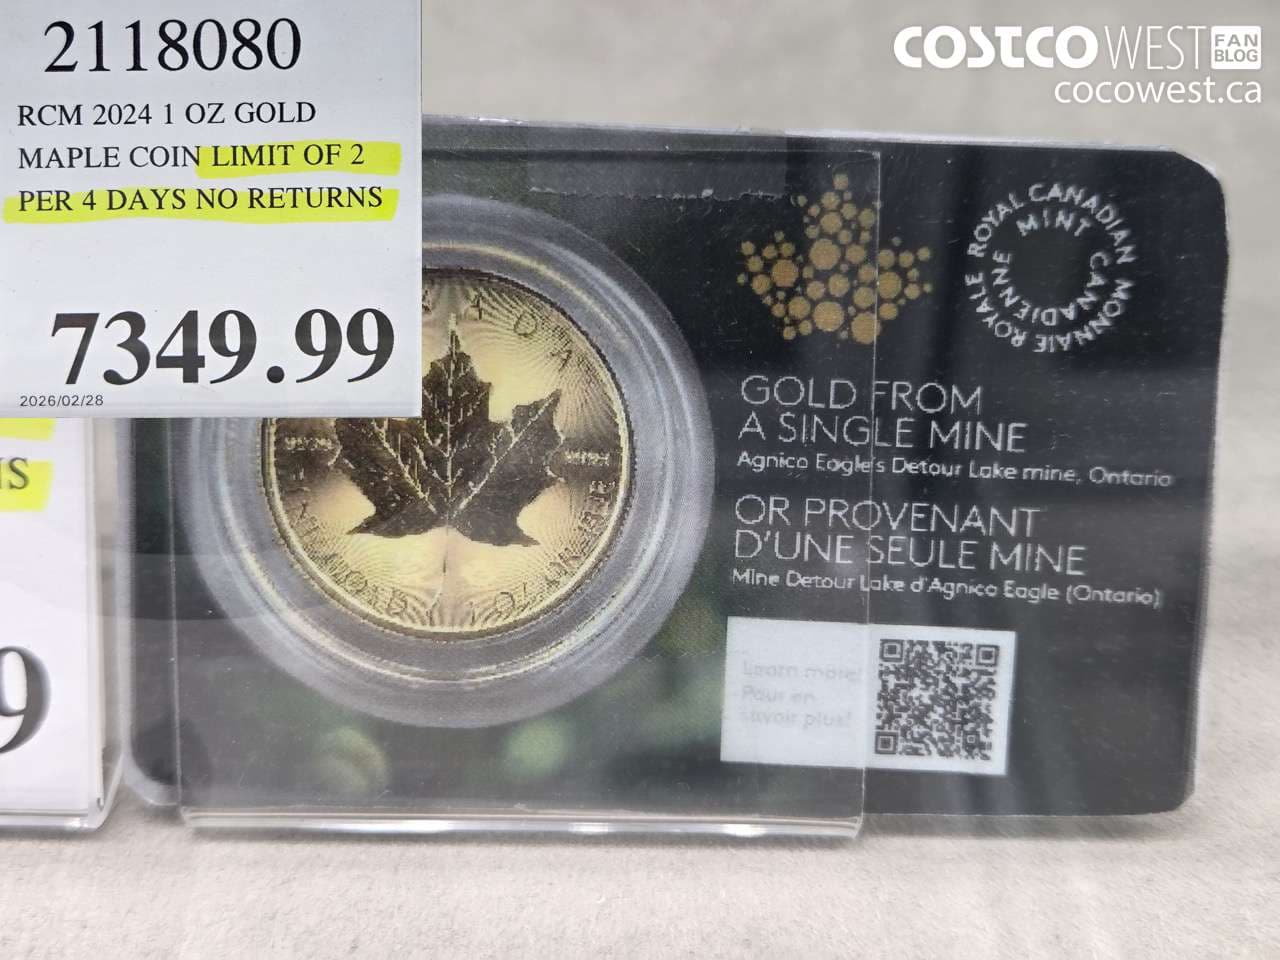 2118080
RCM 2024 1 OZ GOLD
MAPLE COIN LIMIT OF 2
PER 4 DAYS NO RETURNS
7349.99
2026/02/28
COSTCO WEST FAN BLOG
cocowest.ca
ROYAL CANADIAN MINT
MONNAIE ROYALE CANADIENNE
GOLD FROM
A SINGLE MINE
Agnico Eagle's Detour Lake mine, Ontario
OR PROVENANT
D'UNE SEULE MINE
Mine Detour Lake d'Agnico Eagle (Ontario)
Learn more!
Pour en
savoir plus!
NS
9